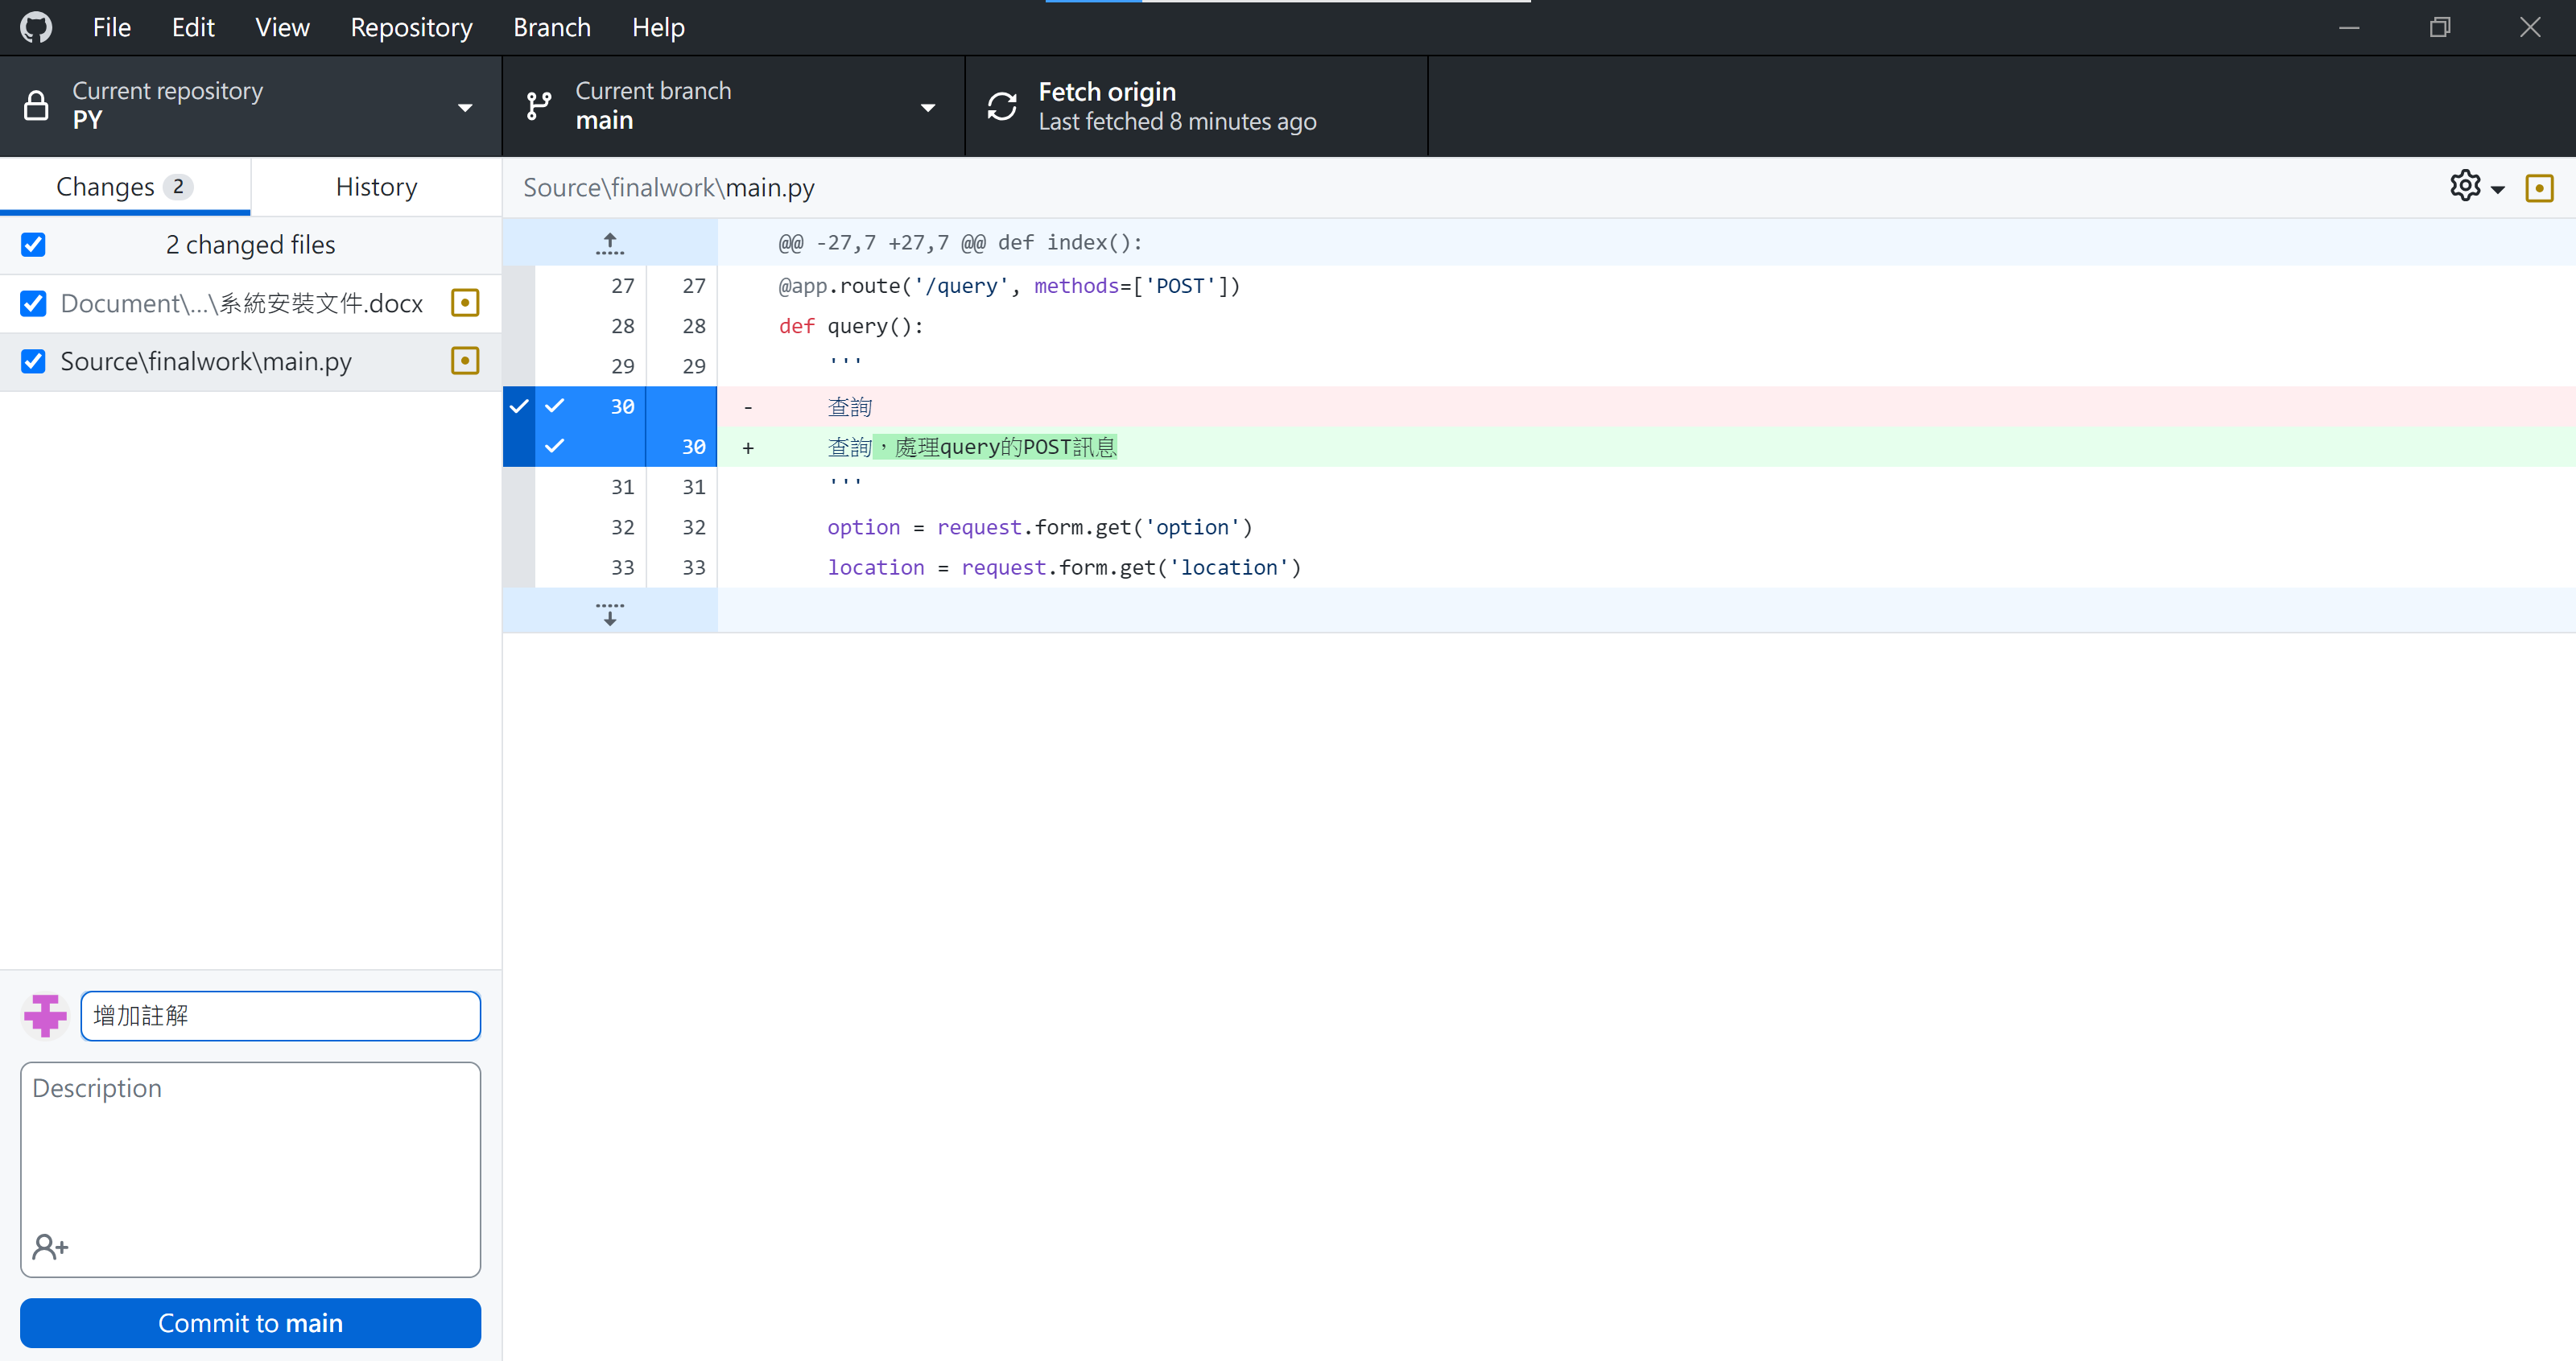 File Edit View Repository Branch Help
Current repository
PY
Current branch
main
Fetch origin
Last fetched 8 minutes ago
Changes 2
History
2 changed files
Document\...\系統安裝文件.docx
Source\finalwork\main.py
Source\finalwork\main.py
@@ -27,7 +27,7 @@ def index():
27 27 @app.route('/query', methods=['POST'])
28 28 def query():
29 29 '''
30 - 查詢
30 + 查詢，處理query的POST訊息
31 31 '''
32 32 option = request.form.get('option')
33 33 location = request.form.get('location')
增加註解
Description
Commit to main